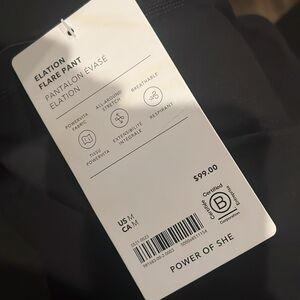 ELATION
FLARE PANT
PANTALON ÉVASÉ
ELATION
POWERVITA
FABRIC
ALL-AROUND
STRETCH
BREATHABLE
TISSU
POWERVITA
EXTENSIBILITÉ
INTÉGRALE
RESPIRANT
$99.00
US M
CA M
Certified
B
Corporation
POWER OF SHE